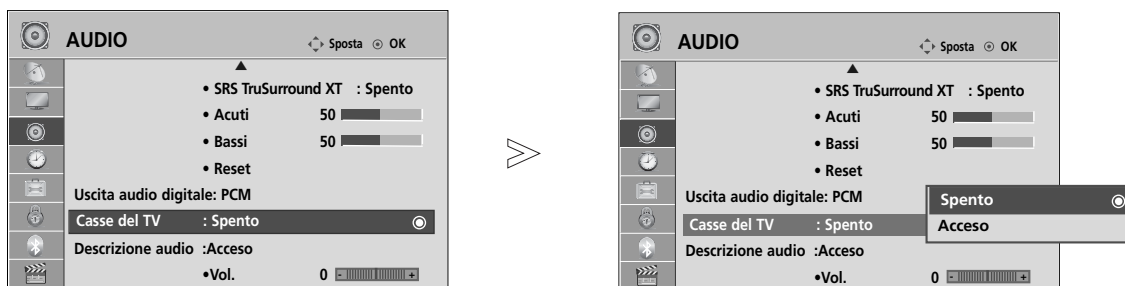 AUDIO Sposta OK
• SRS TruSurround XT : Spento
• Acuti 50
• Bassi 50
• Reset
Uscita audio digitale: PCM
Casse del TV : Spento
Descrizione audio :Acceso
•Vol. 0 - +
AUDIO Sposta OK
• SRS TruSurround XT : Spento
• Acuti 50
• Bassi 50
• Reset
Uscita audio digitale: PCM
Casse del TV : Spento
Spento
Acceso
Descrizione audio :Acceso
•Vol. 0 - +